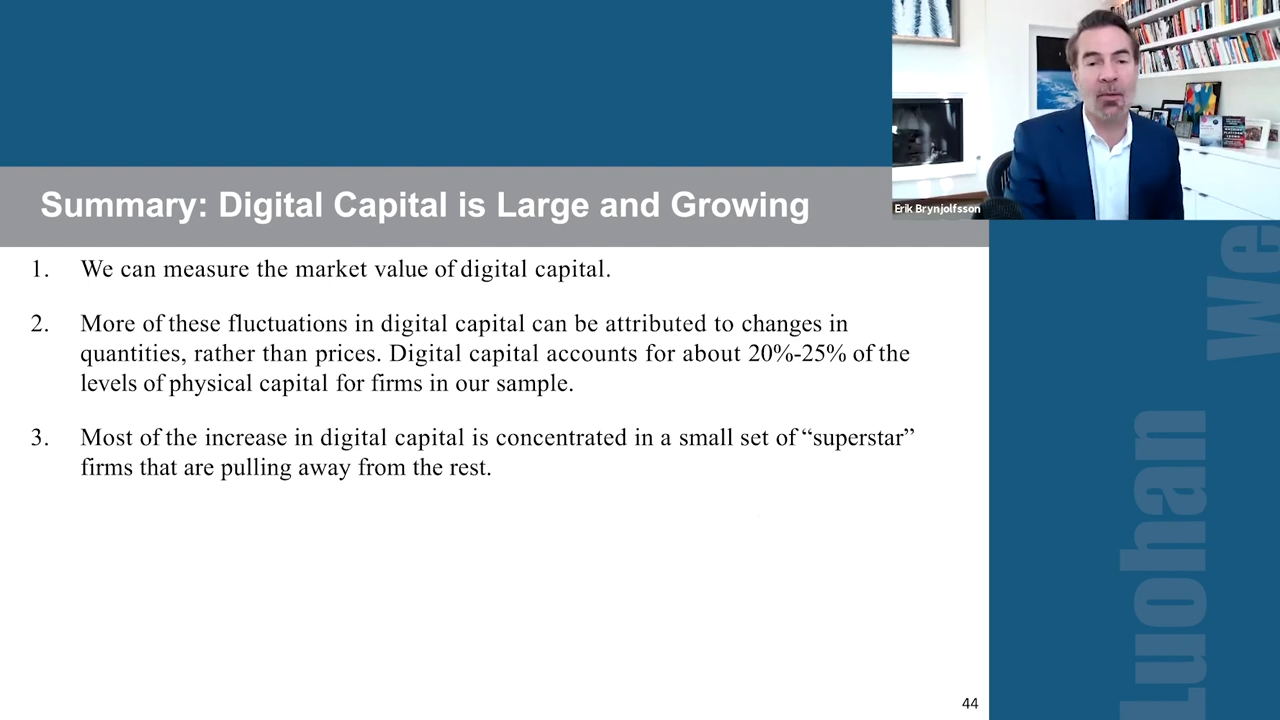 Summary: Digital Capital is Large and Growing
Erik Brynjolfsson
1. We can measure the market value of digital capital.
2. More of these fluctuations in digital capital can be attributed to changes in
quantities, rather than prices. Digital capital accounts for about 20%-25% of the
levels of physical capital for firms in our sample.
3. Most of the increase in digital capital is concentrated in a small set of “superstar”
firms that are pulling away from the rest.
44
Luohan
We